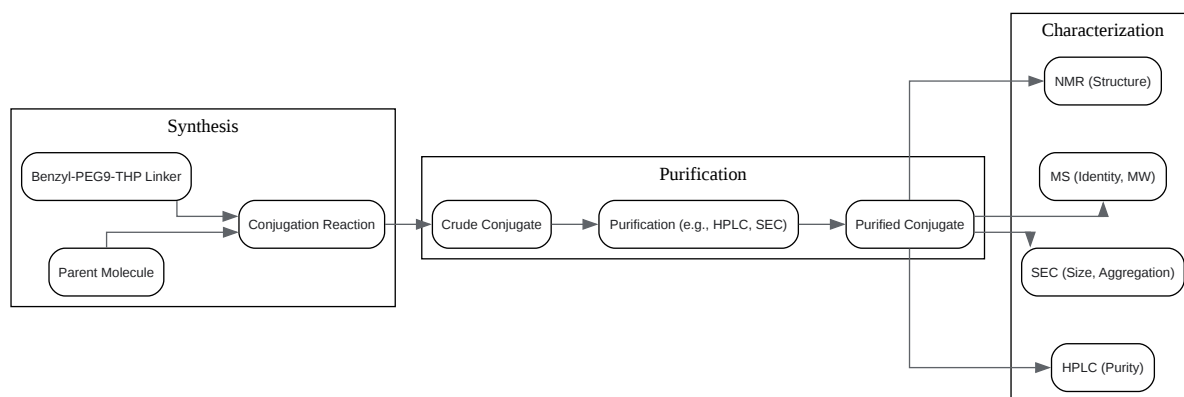 Synthesis
Benzyl-PEG9-THP Linker
Parent Molecule
Conjugation Reaction
Purification
Crude Conjugate
Purification (e.g., HPLC, SEC)
Purified Conjugate
Characterization
NMR (Structure)
MS (Identity, MW)
SEC (Size, Aggregation)
HPLC (Purity)